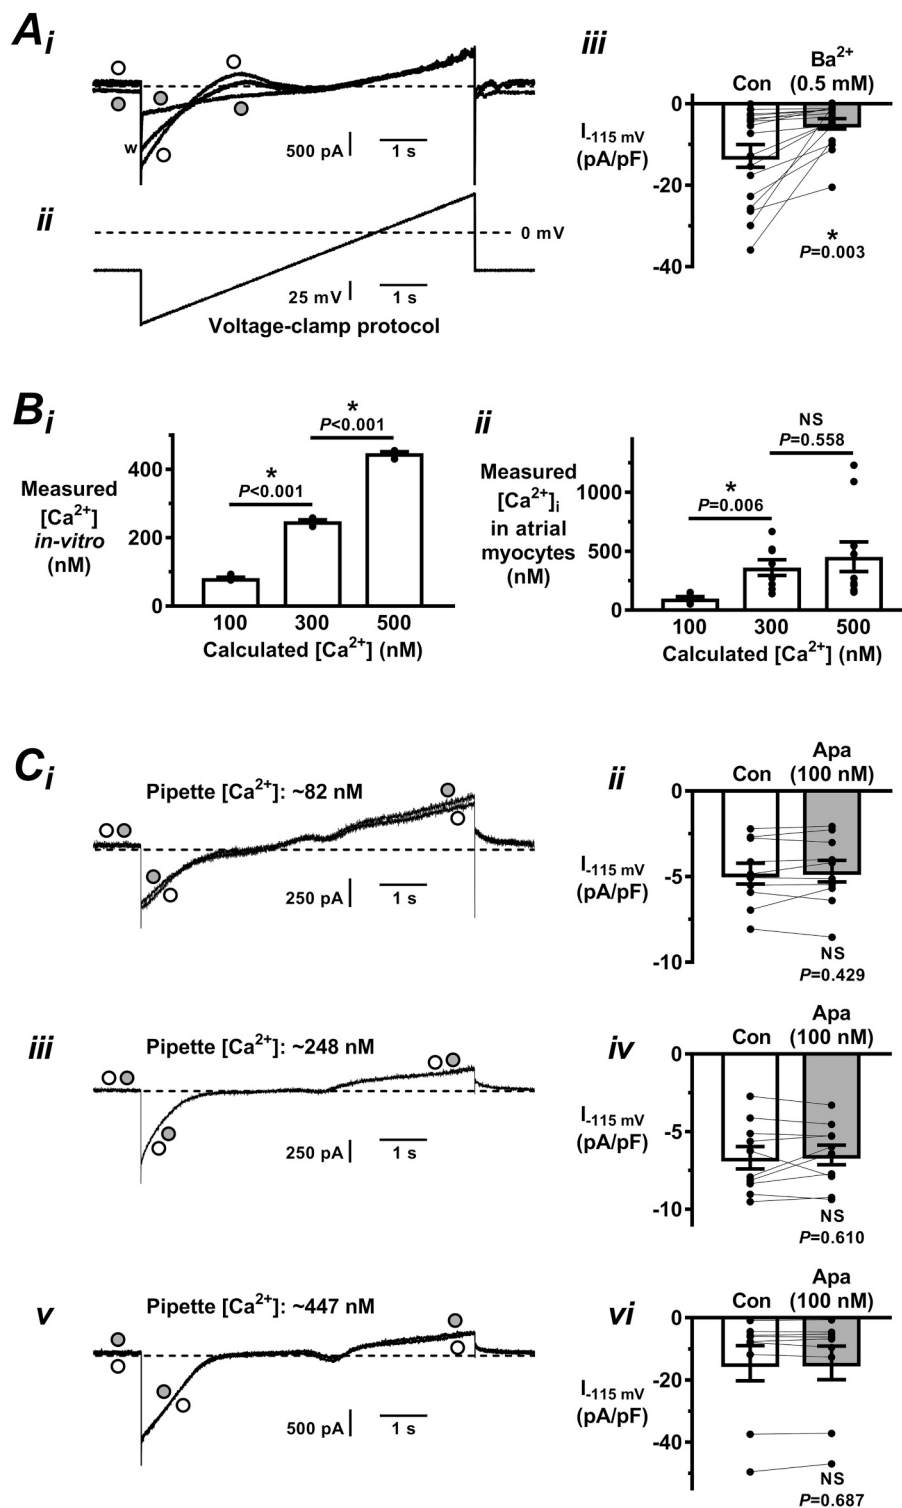 A i
w
500 pA
1 s
iii
Con
Ba2+
(0.5 mM)
I-115 mV
(pA/pF)
0
-20
-40
*
P=0.003
ii
0 mV
25 mV
1 s
Voltage-clamp protocol
B i
Measured
[Ca2+]
in-vitro
(nM)
400
200
0
*
P<0.001
*
P<0.001
100
300
500
Calculated [Ca2+] (nM)
ii
Measured
[Ca2+]i
in atrial
myocytes
(nM)
1000
500
0
*
P=0.006
NS
P=0.558
100
300
500
Calculated [Ca2+] (nM)
C i
Pipette [Ca2+]: ~82 nM
250 pA
1 s
ii
Con
Apa
(100 nM)
I-115 mV
(pA/pF)
0
-5
-10
NS
P=0.429
iii
Pipette [Ca2+]: ~248 nM
250 pA
1 s
iv
Con
Apa
(100 nM)
I-115 mV
(pA/pF)
0
-5
-10
NS
P=0.610
v
Pipette [Ca2+]: ~447 nM
500 pA
1 s
vi
Con
Apa
(100 nM)
I-115 mV
(pA/pF)
0
-20
-40
NS
P=0.687